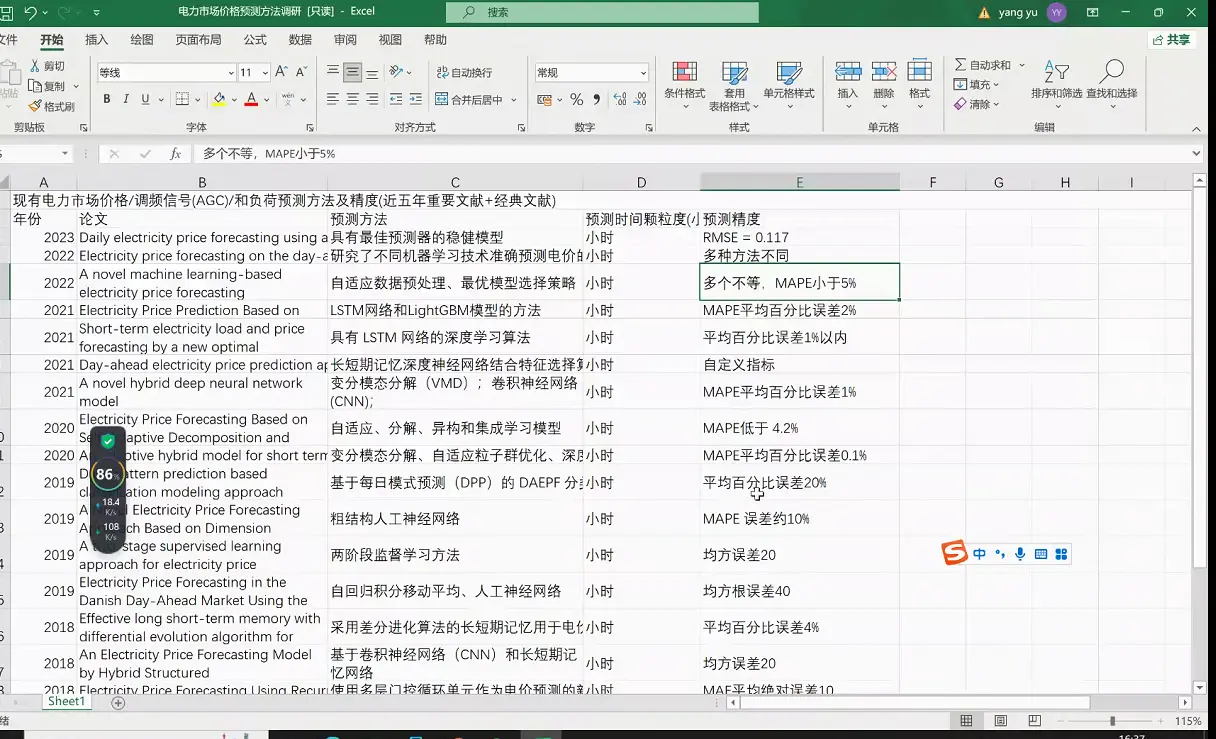 电力市场价格预测方法调研 [只读] - Excel
搜索
yang yu
YY
文件 开始 插入 绘图 页面布局 公式 数据 审阅 视图 帮助
共享
粘贴
剪切
复制
格式刷
剪贴板
等线 11
B I U A
字体
自动换行
合并后居中
对齐方式
常规
数字
条件格式
套用
表格格式
单元格样式
样式
插入 删除 格式
单元格
自动求和
填充
清除
排序和筛选 查找和选择
编辑
fx 多个不等，MAPE小于5%
A B C D E F G H I
现有电力市场价格/调频信号(AGC)/和负荷预测方法及精度(近五年重要文献+经典文献)
年份 论文 预测方法 预测时间颗粒度(小 预测精度
2023 Daily electricity price forecasting using a 具有最佳预测器的稳健模型 小时 RMSE = 0.117
2022 Electricity price forecasting on the day-a 研究了不同机器学习技术准确预测电价的 小时 多种方法不同
2022 A novel machine learning-based
electricity price forecasting 自适应数据预处理、最优模型选择策略 小时 多个不等，MAPE小于5%
2021 Electricity Price Prediction Based on LSTM网络和LightGBM模型的方法 小时 MAPE平均百分比误差2%
2021 Short-term electricity load and price
forecasting by a new optimal 具有 LSTM 网络的深度学习算法 小时 平均百分比误差1%以内
2021 Day-ahead electricity price prediction ap 长短期记忆深度神经网络结合特征选择算 小时 自定义指标
2021 A novel hybrid deep neural network
model 变分模态分解（VMD）；卷积神经网络
(CNN); 小时 MAPE平均百分比误差1%
2020 Electricity Price Forecasting Based on
Decomposition and 自适应、分解、异构和集成学习模型 小时 MAPE低于 4.2%
2020 hybrid model for short term 变分模态分解、自适应粒子群优化、深度 小时 MAPE平均百分比误差0.1%
2019 pattern prediction based
modeling approach 基于每日模式预测（DPP）的 DAEPF 分类 小时 平均百分比误差20%
2019 Electricity Price Forecasting
Based on Dimension 粗结构人工神经网络 小时 MAPE 误差约10%
2019 A stage supervised learning
approach for electricity price 两阶段监督学习方法 小时 均方误差20
2019 Electricity Price Forecasting in the
Danish Day-Ahead Market Using the 自回归积分移动平均、人工神经网络 小时 均方根误差40
2018 Effective long short-term memory with
differential evolution algorithm for 采用差分进化算法的长短期记忆用于电价 小时 平均百分比误差4%
2018 An Electricity Price Forecasting Model
by Hybrid Structured 基于卷积神经网络（CNN）和长短期记
忆网络 小时 均方误差20
2018 Electricity Price Forecasting Using Recur 使用多层门控循环单元作为电价预测的新 小时 MAE平均绝对误差10
86%
18.4
K/s
108
K/s
中
Sheet1
115%
16:37